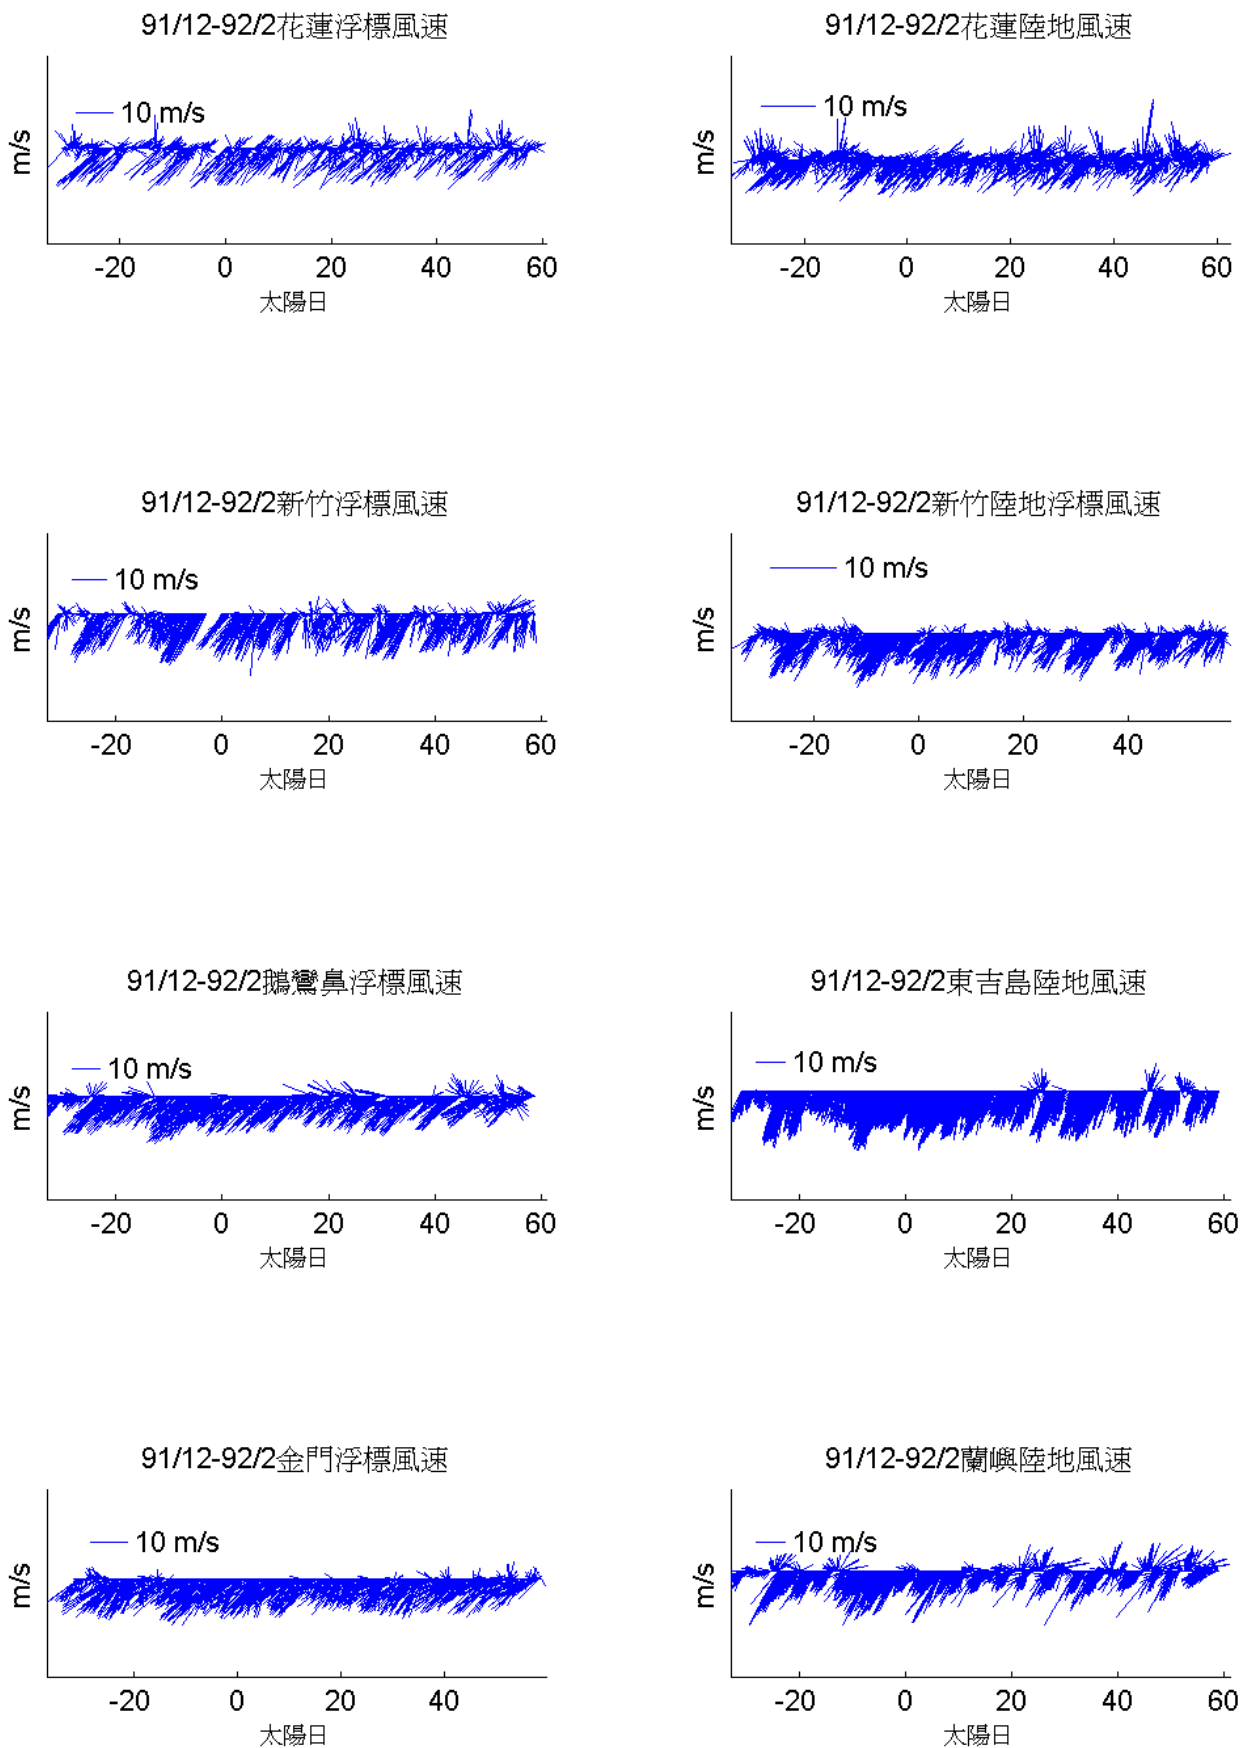 91/12-92/2花蓮浮標風速
10 m/s
m/s
-20 0 20 40 60
太陽日
91/12-92/2花蓮陸地風速
10 m/s
m/s
-20 0 20 40 60
太陽日
91/12-92/2新竹浮標風速
10 m/s
m/s
-20 0 20 40 60
太陽日
91/12-92/2新竹陸地浮標風速
10 m/s
m/s
-20 0 20 40
太陽日
91/12-92/2鵝鸞鼻浮標風速
10 m/s
m/s
-20 0 20 40 60
太陽日
91/12-92/2東吉島陸地風速
10 m/s
m/s
-20 0 20 40 60
太陽日
91/12-92/2金門浮標風速
10 m/s
m/s
-20 0 20 40
太陽日
91/12-92/2蘭嶼陸地風速
10 m/s
m/s
-20 0 20 40 60
太陽日